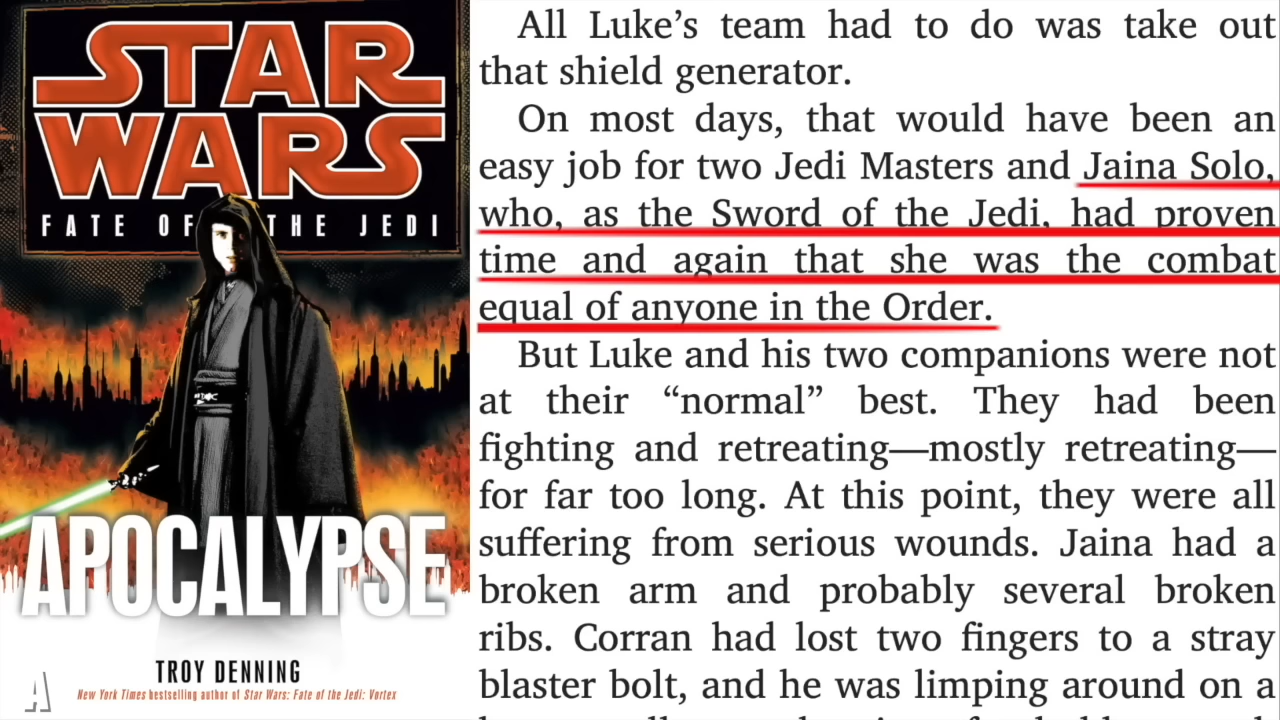 STAR
WARS
FATE OF THE JEDI
APOCALYPSE
TROY DENNING
New York Times bestselling author of Star Wars: Fate of the Jedi: Vortex
A
All Luke’s team had to do was take out
that shield generator.
On most days, that would have been an
easy job for two Jedi Masters and Jaina Solo,
who, as the Sword of the Jedi, had proven
time and again that she was the combat
equal of anyone in the Order.
But Luke and his two companions were not
at their “normal” best. They had been
fighting and retreating—mostly retreating—
for far too long. At this point, they were all
suffering from serious wounds. Jaina had a
broken arm and probably several broken
ribs. Corran had lost two fingers to a stray
blaster bolt, and he was limping around on a